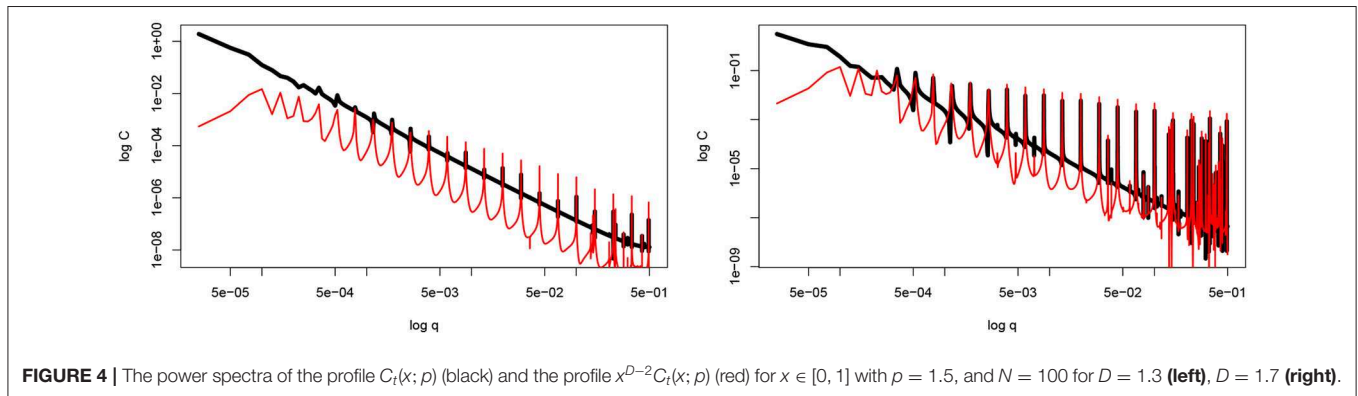 1e+00
1e−02
1e−04
1e−06
1e−08
log C
5e−05 5e−04 5e−03 5e−02 5e−01
log q
1e−01
1e−05
1e−09
log C
5e−05 5e−04 5e−03 5e−02 5e−01
log q
FIGURE 4 | The power spectra of the profile Cₜ(x; p) (black) and the profile x^{D−2}Cₜ(x; p) (red) for x ∈ [0, 1] with p = 1.5, and N = 100 for D = 1.3 (left), D = 1.7 (right).